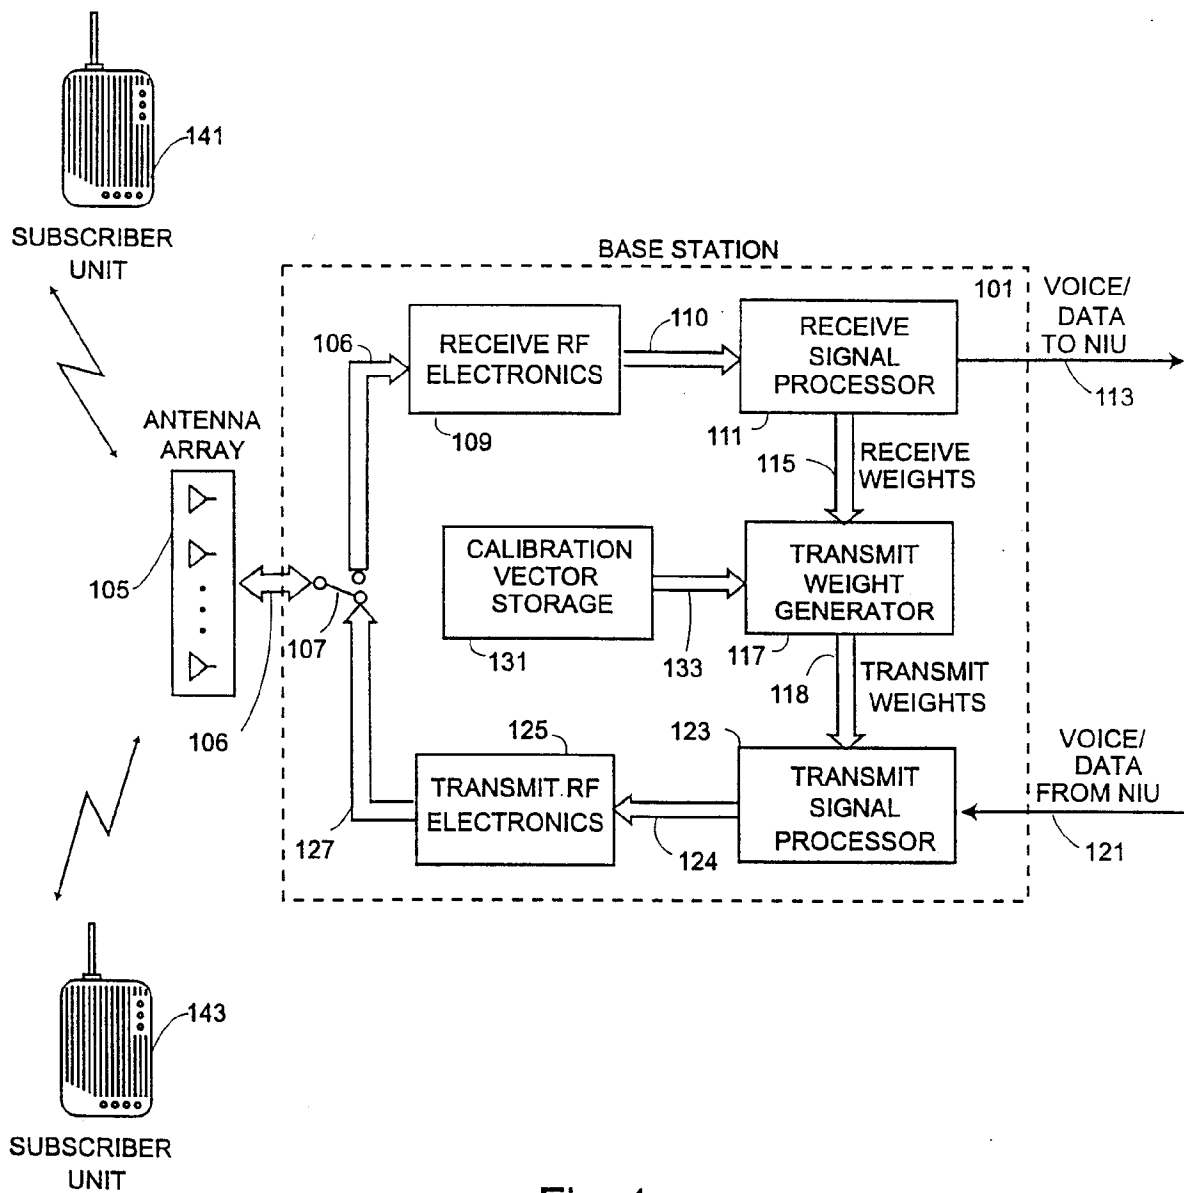 141
SUBSCRIBER
UNIT
BASE STATION
101
VOICE/
DATA
TO NIU
113
106
RECEIVE RF
ELECTRONICS
109
110
RECEIVE
SIGNAL
PROCESSOR
111
115
RECEIVE
WEIGHTS
ANTENNA
ARRAY
105
106
107
CALIBRATION
VECTOR
STORAGE
131
133
TRANSMIT
WEIGHT
GENERATOR
117
118
TRANSMIT
WEIGHTS
125
TRANSMIT RF
ELECTRONICS
127
124
123
TRANSMIT
SIGNAL
PROCESSOR
VOICE/
DATA
FROM NIU
121
143
SUBSCRIBER
UNIT